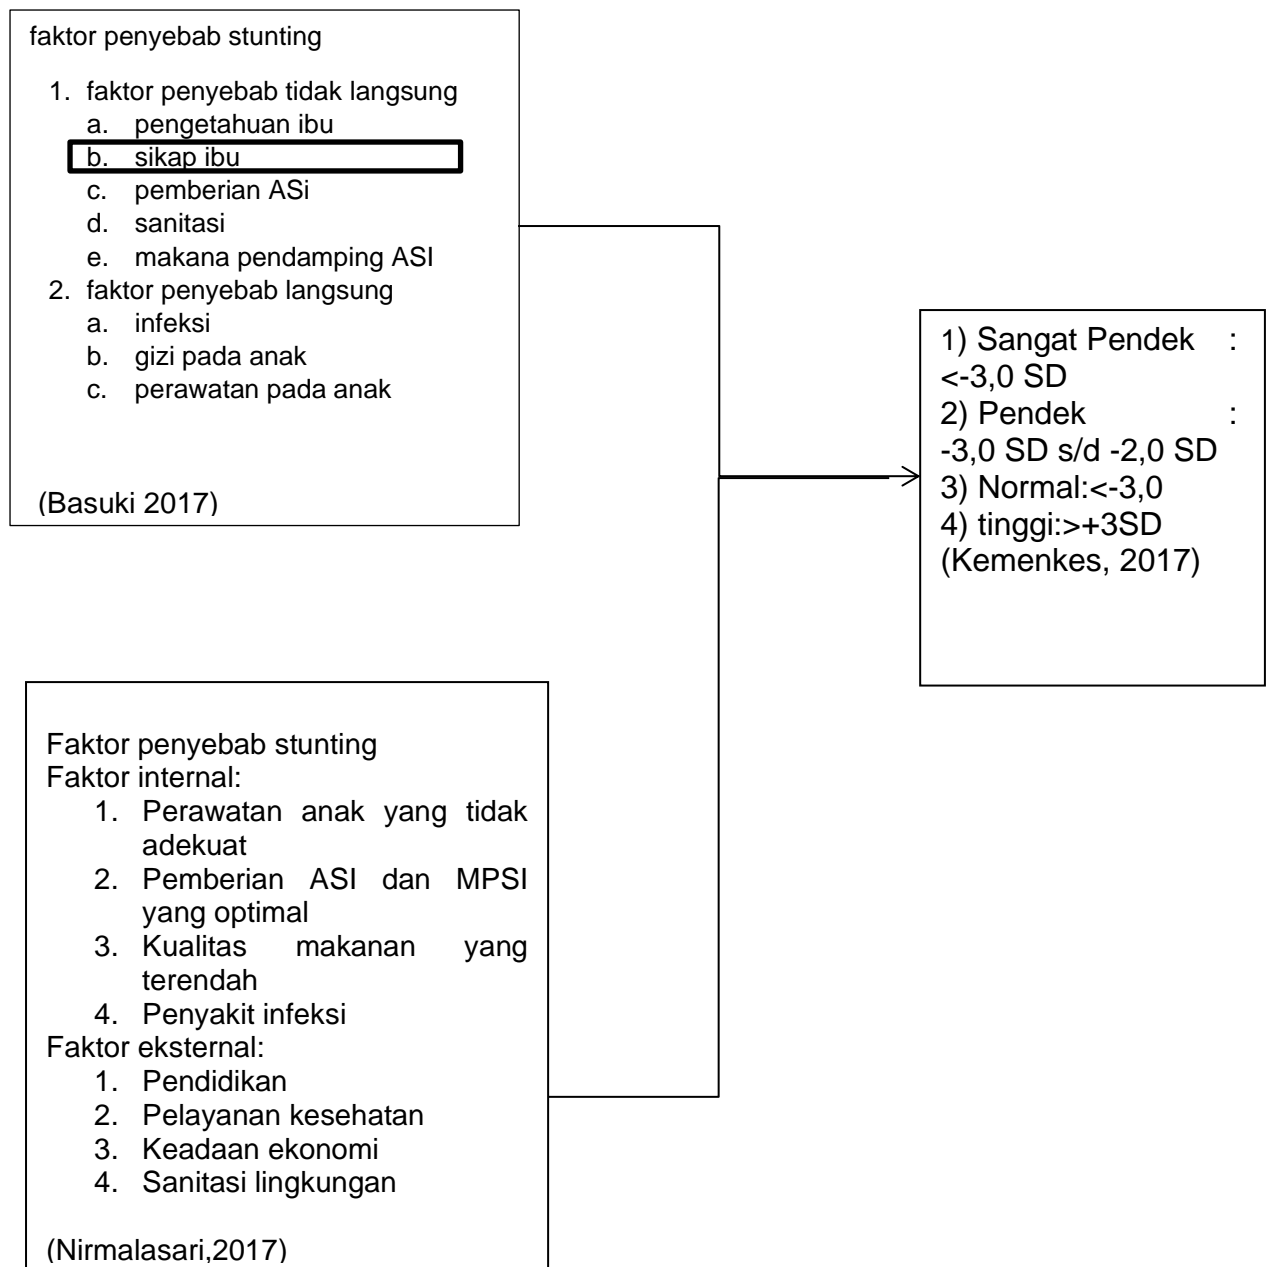 faktor penyebab stunting
1. faktor penyebab tidak langsung
a. pengetahuan ibu
b. sikap ibu
c. pemberian ASi
d. sanitasi
e. makana pendamping ASI
2. faktor penyebab langsung
a. infeksi
b. gizi pada anak
c. perawatan pada anak
(Basuki 2017)
1) Sangat Pendek :
<-3,0 SD
2) Pendek :
-3,0 SD s/d -2,0 SD
3) Normal:<-3,0
4) tinggi:>+3SD
(Kemenkes, 2017)
Faktor penyebab stunting
Faktor internal:
1. Perawatan anak yang tidak
adekuat
2. Pemberian ASI dan MPSI
yang optimal
3. Kualitas makanan yang
terendah
4. Penyakit infeksi
Faktor eksternal:
1. Pendidikan
2. Pelayanan kesehatan
3. Keadaan ekonomi
4. Sanitasi lingkungan
(Nirmalasari,2017)